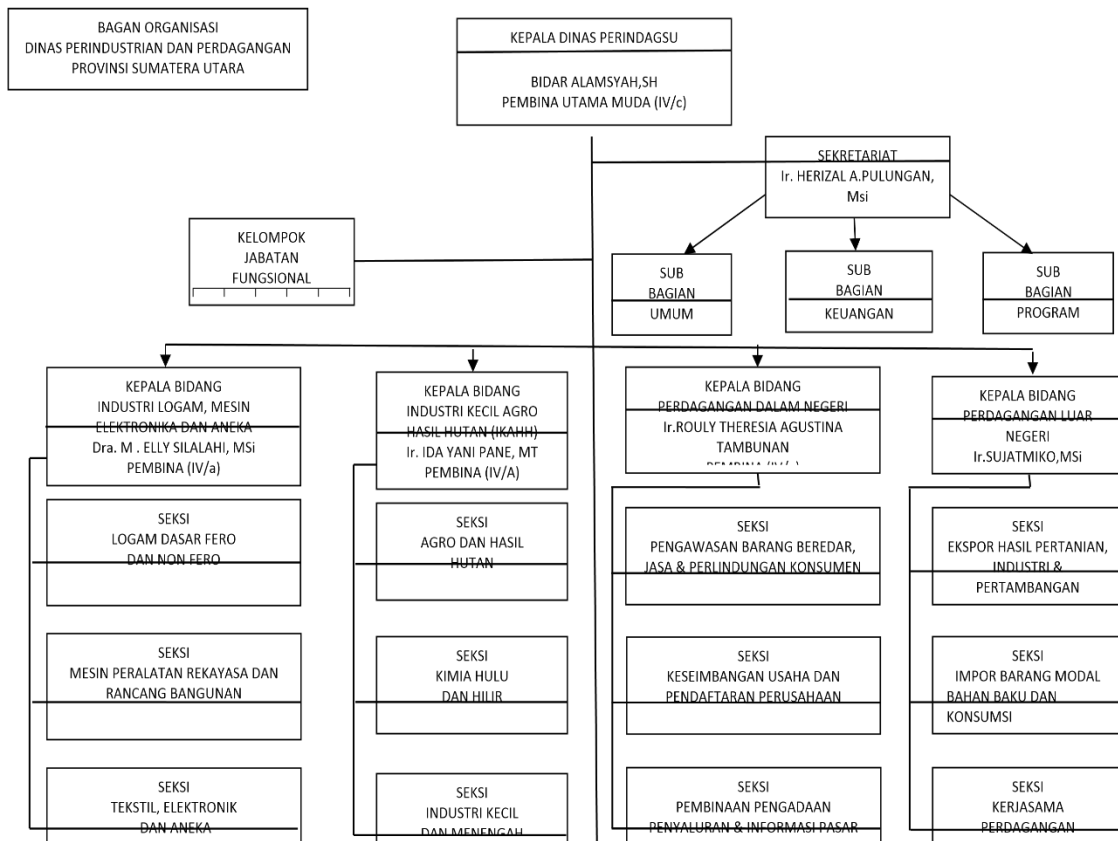 BAGAN ORGANISASI
DINAS PERINDUSTRIAN DAN PERDAGANGAN
PROVINSI SUMATERA UTARA
KEPALA DINAS PERINDAGSU
BIDAR ALAMSYAH,SH
PEMBINA UTAMA MUDA (IV/c)
SEKRETARIAT
Ir. HERIZAL A.PULUNGAN,
Msi
KELOMPOK
JABATAN
FUNGSIONAL
SUB
BAGIAN
UMUM
SUB
BAGIAN
KEUANGAN
SUB
BAGIAN
PROGRAM
KEPALA BIDANG
INDUSTRI LOGAM, MESIN
ELEKTRONIKA DAN ANEKA
Dra. M . ELLY SILALAHI, MSi
PEMBINA (IV/a)
KEPALA BIDANG
INDUSTRI KECIL AGRO
HASIL HUTAN (IKAHH)
Ir. IDA YANI PANE, MT
PEMBINA (IV/A)
KEPALA BIDANG
PERDAGANGAN DALAM NEGERI
Ir.ROULY THERESIA AGUSTINA
TAMBUNAN
PEMBINA
KEPALA BIDANG
PERDAGANGAN LUAR
NEGERI
Ir.SUJATMIKO,MSi
SEKSI
LOGAM DASAR FERO
DAN NON FERO
SEKSI
AGRO DAN HASIL
HUTAN
SEKSI
PENGAWASAN BARANG BEREDAR,
JASA & PERLINDUNGAN KONSUMEN
SEKSI
EKSPOR HASIL PERTANIAN,
INDUSTRI &
PERTAMBANGAN
SEKSI
MESIN PERALATAN REKAYASA DAN
RANCANG BANGUNAN
SEKSI
KIMIA HULU
DAN HILIR
SEKSI
KESEIMBANGAN USAHA DAN
PENDAFTARAN PERUSAHAAN
SEKSI
IMPOR BARANG MODAL
BAHAN BAKU DAN
KONSUMSI
SEKSI
TEKSTIL, ELEKTRONIK
DAN ANEKA
SEKSI
INDUSTRI KECIL
DAN MENENGAH
SEKSI
PEMBINAAN PENGADAAN
PENYALURAN & INFORMASI PASAR
SEKSI
KERJASAMA
PERDAGANGAN